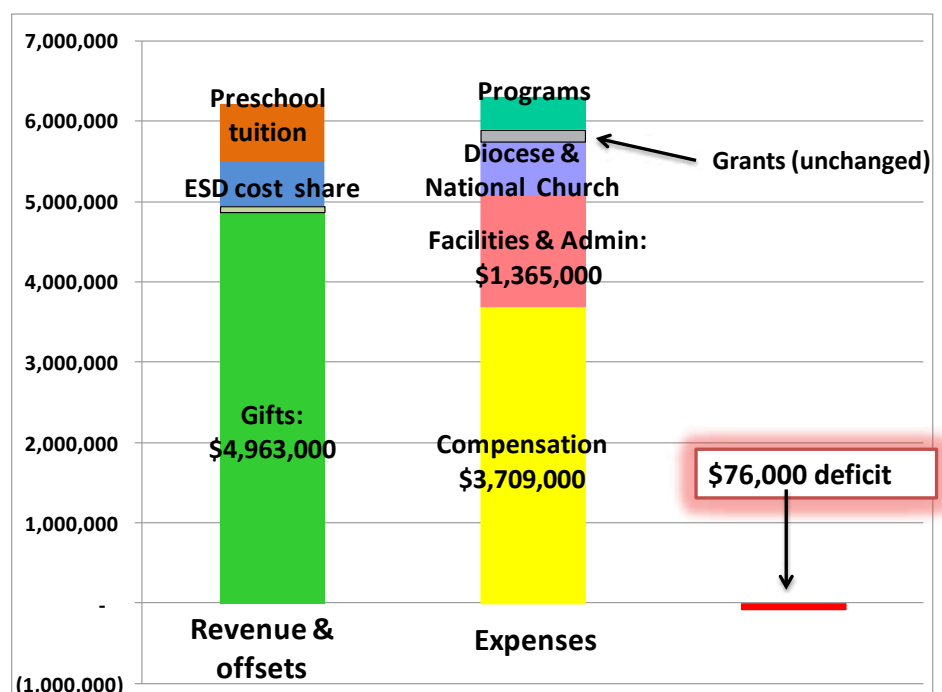 7,000,000
6,000,000
5,000,000
4,000,000
3,000,000
2,000,000
1,000,000
-
(1,000,000)
Preschool
tuition
ESD cost share
Gifts:
$4,963,000
Revenue &
offsets
Programs
Diocese &
National Church
Facilities & Admin:
$1,365,000
Compensation
$3,709,000
Expenses
Grants (unchanged)
$76,000 deficit